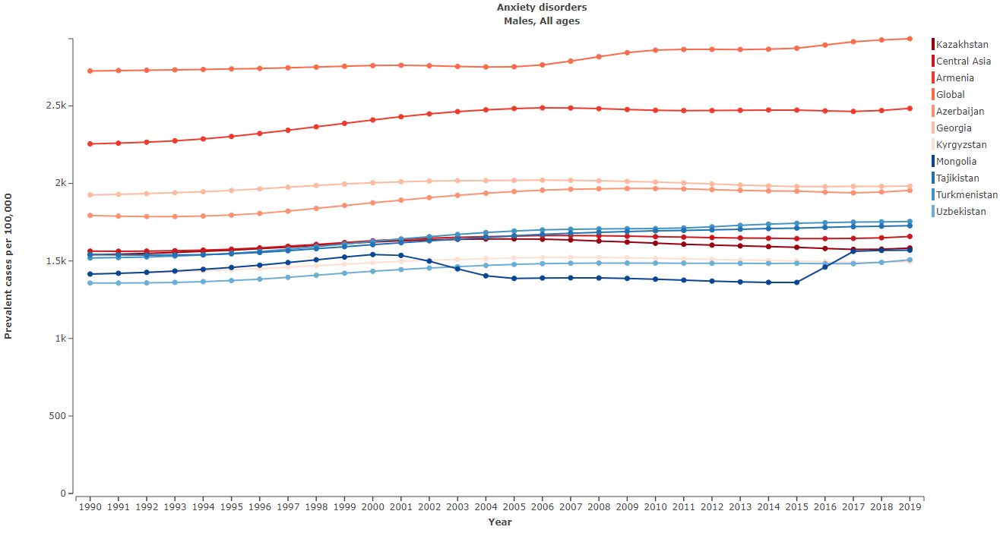 Anxiety disorders
Males, All ages
Prevalent cases per 100,000
2.5k
2k
1.5k
1k
500
0
1990 1991 1992 1993 1994 1995 1996 1997 1998 1999 2000 2001 2002 2003 2004 2005 2006 2007 2008 2009 2010 2011 2012 2013 2014 2015 2016 2017 2018 2019
Year
Kazakhstan
Central Asia
Armenia
Global
Azerbaijan
Georgia
Kyrgyzstan
Mongolia
Tajikistan
Turkmenistan
Uzbekistan